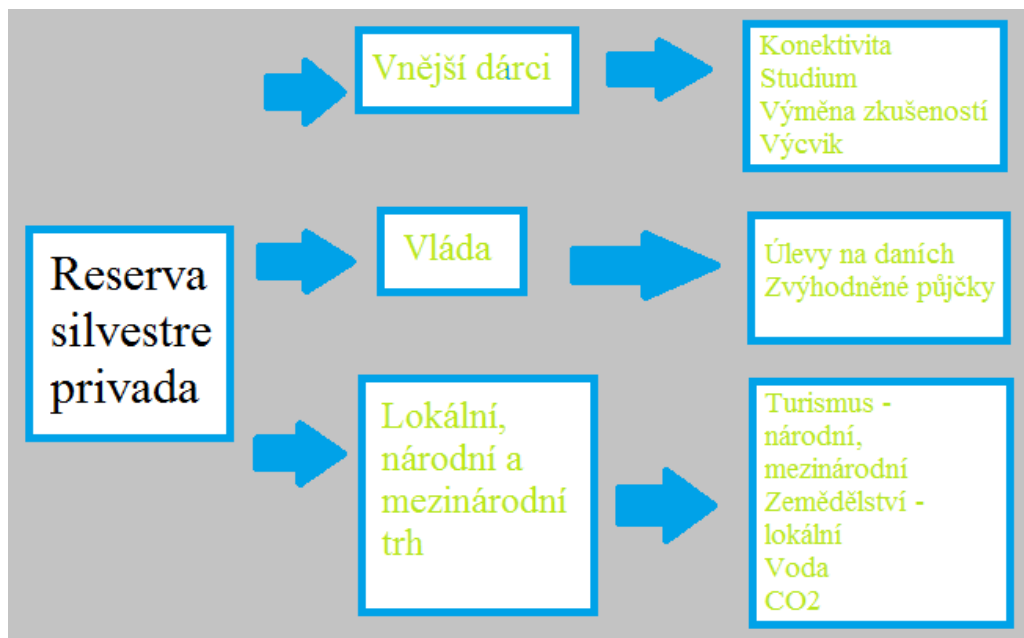 Vnější dárci
Konektivita
Studium
Výměna zkušeností
Výcvik
Reserva
silvestre
privada
Vláda
Úlevy na daních
Zvýhodněné půjčky
Lokální,
národní a
mezinárodní
trh
Turismus -
národní,
mezinárodní
Zemědělství -
lokální
Voda
CO2